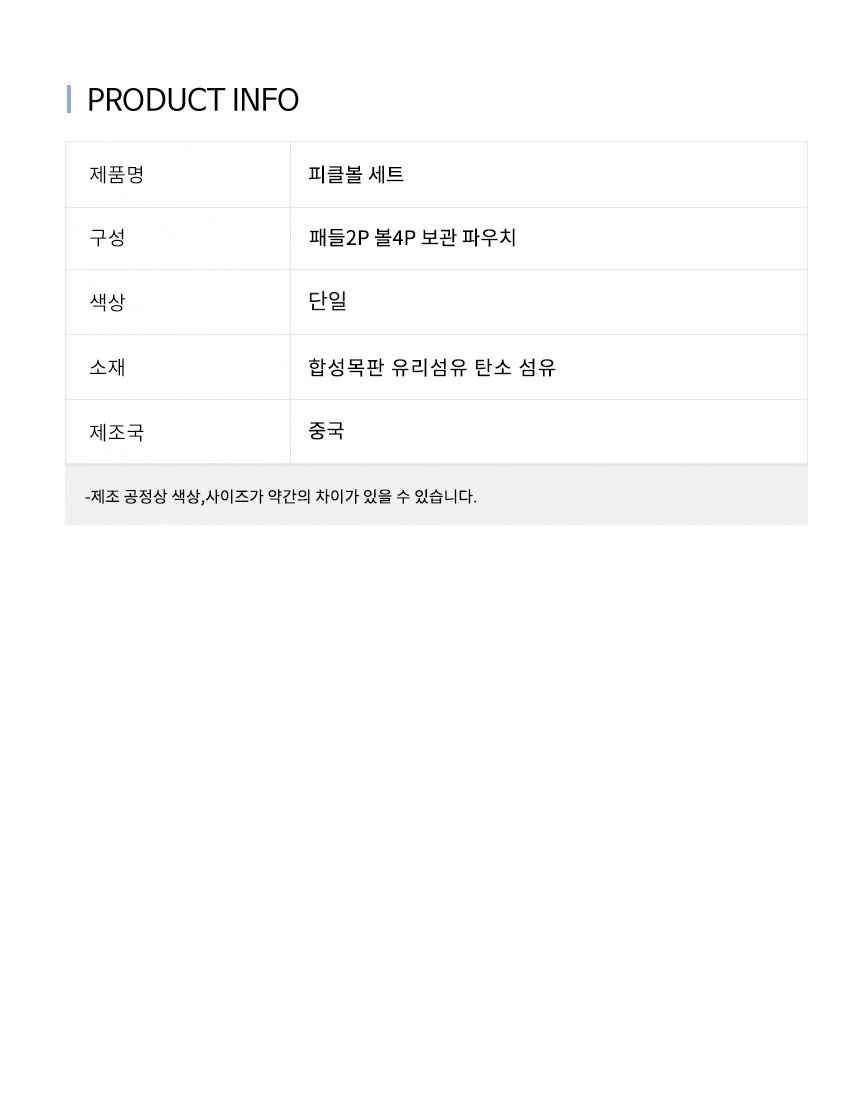 PRODUCT INFO
제품명 피클볼 세트
구성 패들2P 볼4P 보관 파우치
색상 단일
소재 합성목판 유리섬유 탄소 섬유
제조국 중국
-제조 공정상 색상,사이즈가 약간의 차이가 있을 수 있습니다.